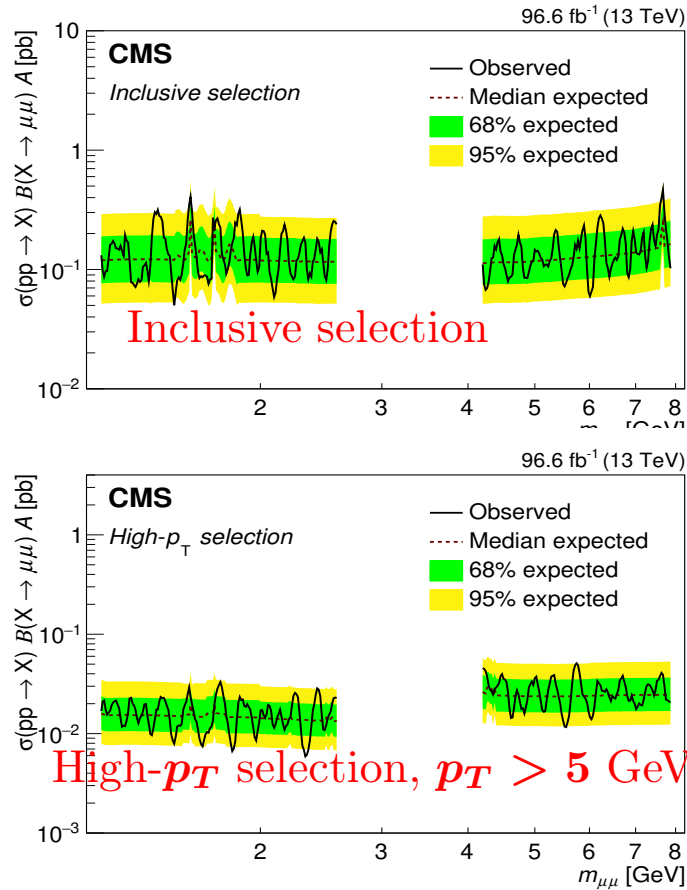 96.6 fb⁻¹ (13 TeV)
σ(pp → X) B(X → μμ) A [pb]
10
1
10⁻¹
10⁻²
CMS
Inclusive selection
Observed
Median expected
68% expected
95% expected
Inclusive selection
2 3 4 5 6 7 8
[GeV]
96.6 fb⁻¹ (13 TeV)
σ(pp → X) B(X → μμ) A [pb]
1
10⁻¹
10⁻²
10⁻³
CMS
High-p_T selection
Observed
Median expected
68% expected
95% expected
High-p_T selection, p_T > 5 GeV
2 3 4 5 6 7 8
m_μμ [GeV]